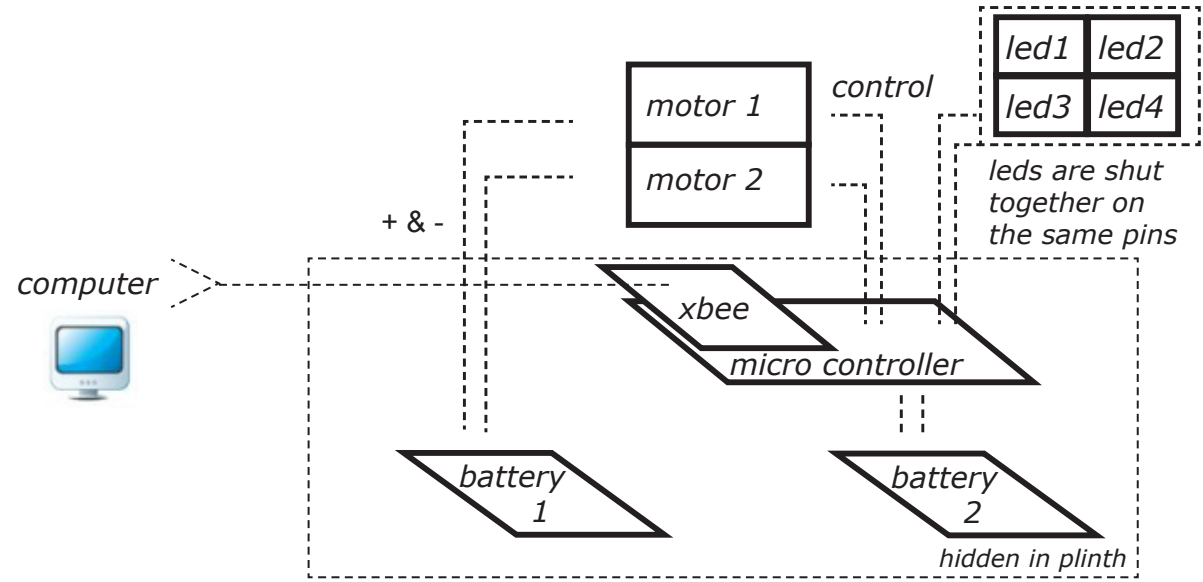 led1 led2
led3 led4
motor 1
control
motor 2
leds are shut
together on
the same pins
+ & -
computer
xbee
micro controller
battery
1
battery
2
hidden in plinth